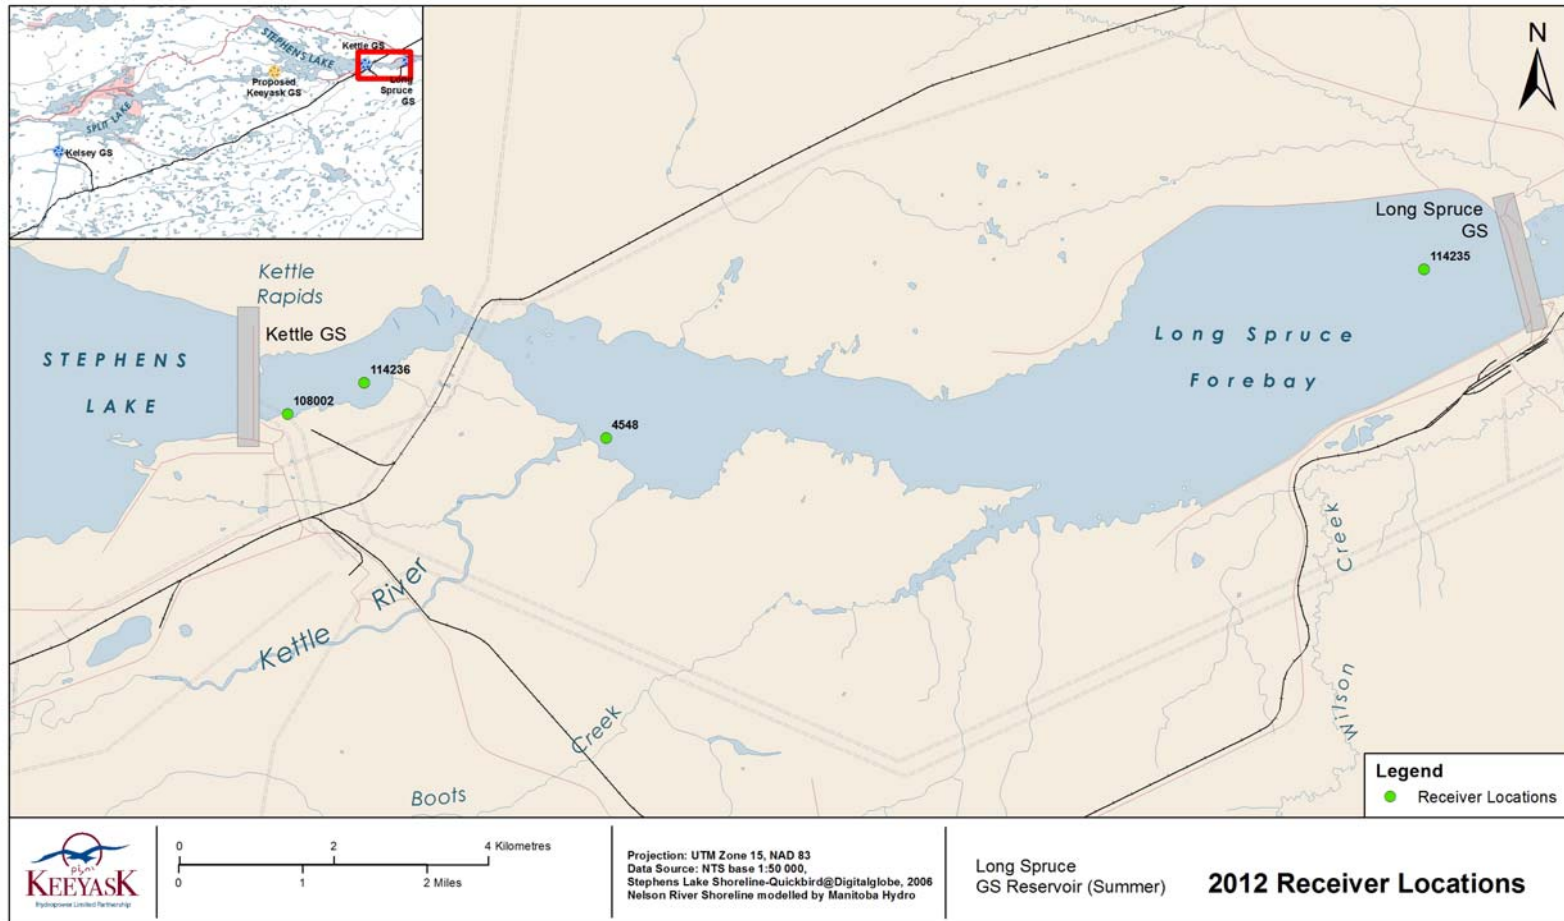 STEPHENS LAKE
Kettle GS
Proposed
Keeyask GS
Long
Spruce
GS
SPLIT LAKE
Kelsey GS
N
Long Spruce
GS
114235
Kettle
Rapids
Kettle GS
STEPHENS
LAKE
114236
108002
4548
Long Spruce
Forebay
Kettle River
Creek
Boots
Creek
Wilson
Legend
Receiver Locations
KEEYASK
Hydropower Limited Partnership
0 2 4 Kilometres
0 1 2 Miles
Projection: UTM Zone 15, NAD 83
Data Source: NTS base 1:50 000,
Stephens Lake Shoreline-Quickbird@Digitalglobe, 2006
Nelson River Shoreline modelled by Manitoba Hydro
Long Spruce
GS Reservoir (Summer)
2012 Receiver Locations